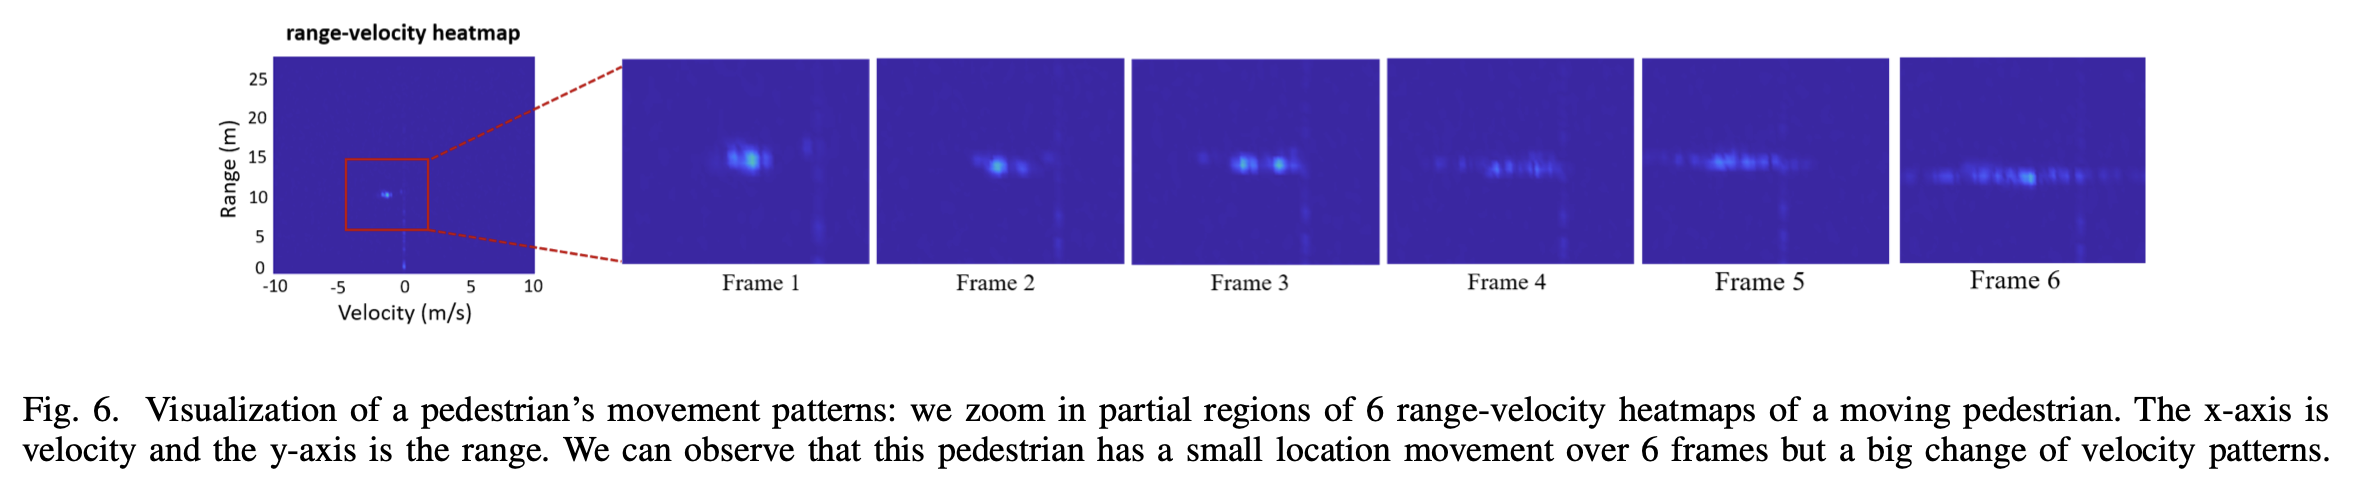 range-velocity heatmap
25
20
15
10
5
0
Range (m)
-10 -5 0 5 10
Velocity (m/s)
Frame 1 Frame 2 Frame 3 Frame 4 Frame 5 Frame 6
Fig. 6. Visualization of a pedestrian’s movement patterns: we zoom in partial regions of 6 range-velocity heatmaps of a moving pedestrian. The x-axis is
velocity and the y-axis is the range. We can observe that this pedestrian has a small location movement over 6 frames but a big change of velocity patterns.